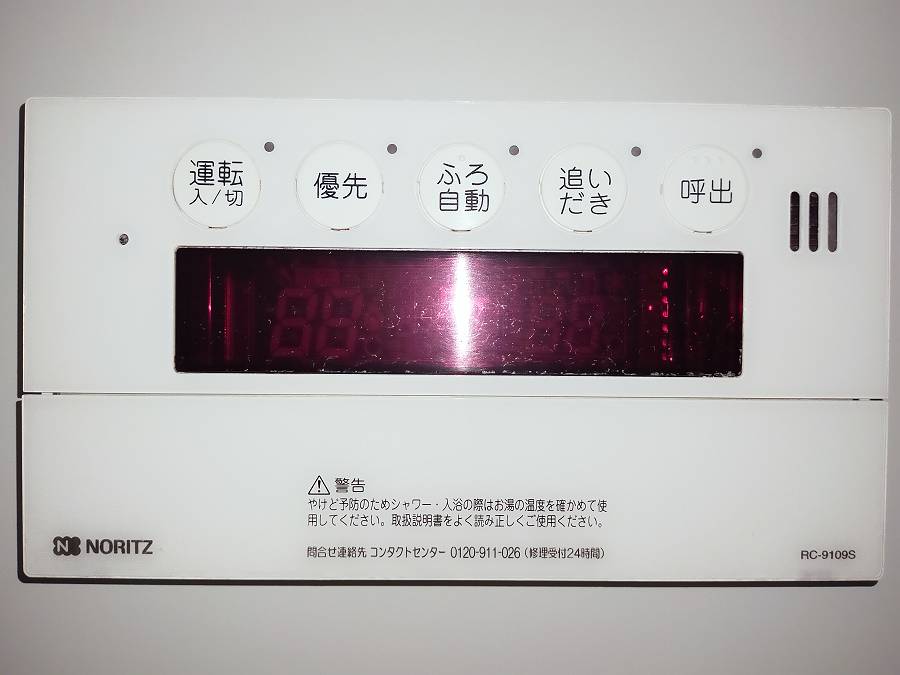 運転
入/切
優先
ふろ
自動
追い
だき
呼出
警告
やけど予防のためシャワー・入浴の際はお湯の温度を確かめて使
用してください。取扱説明書をよく読み正しくご使用ください。
NORITZ
問合せ連絡先 コンタクトセンター 0120-911-026 (修理受付24時間)
RC-9109S